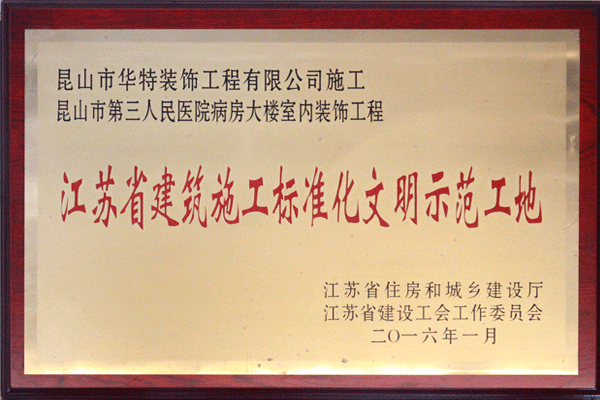 昆山市华特装饰工程有限公司施工
昆山市第三人民医院病房大楼室内装饰工程
江苏省建筑施工标准化文明示范工地
江苏省住房和城乡建设厅
江苏省建设工会工作委员会
二〇一六年一月